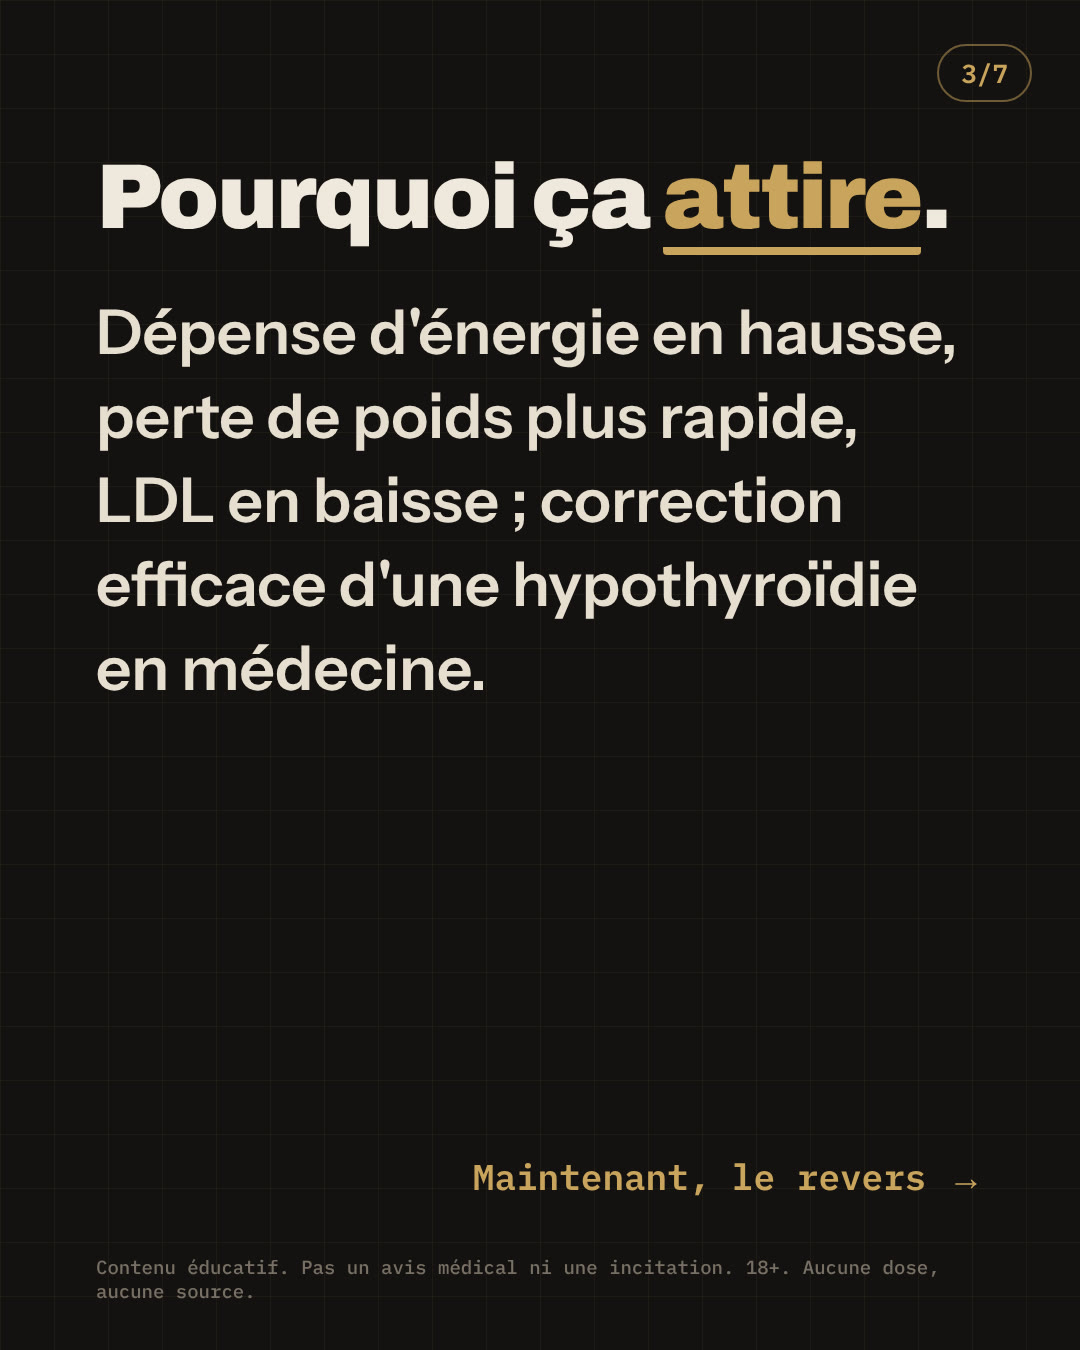 3/7
Pourquoi ça attire.
Dépense d'énergie en hausse,
perte de poids plus rapide,
LDL en baisse ; correction
efficace d'une hypothyroïdie
en médecine.
Maintenant, le revers →
Contenu éducatif. Pas un avis médical ni une incitation. 18+. Aucune dose,
aucune source.